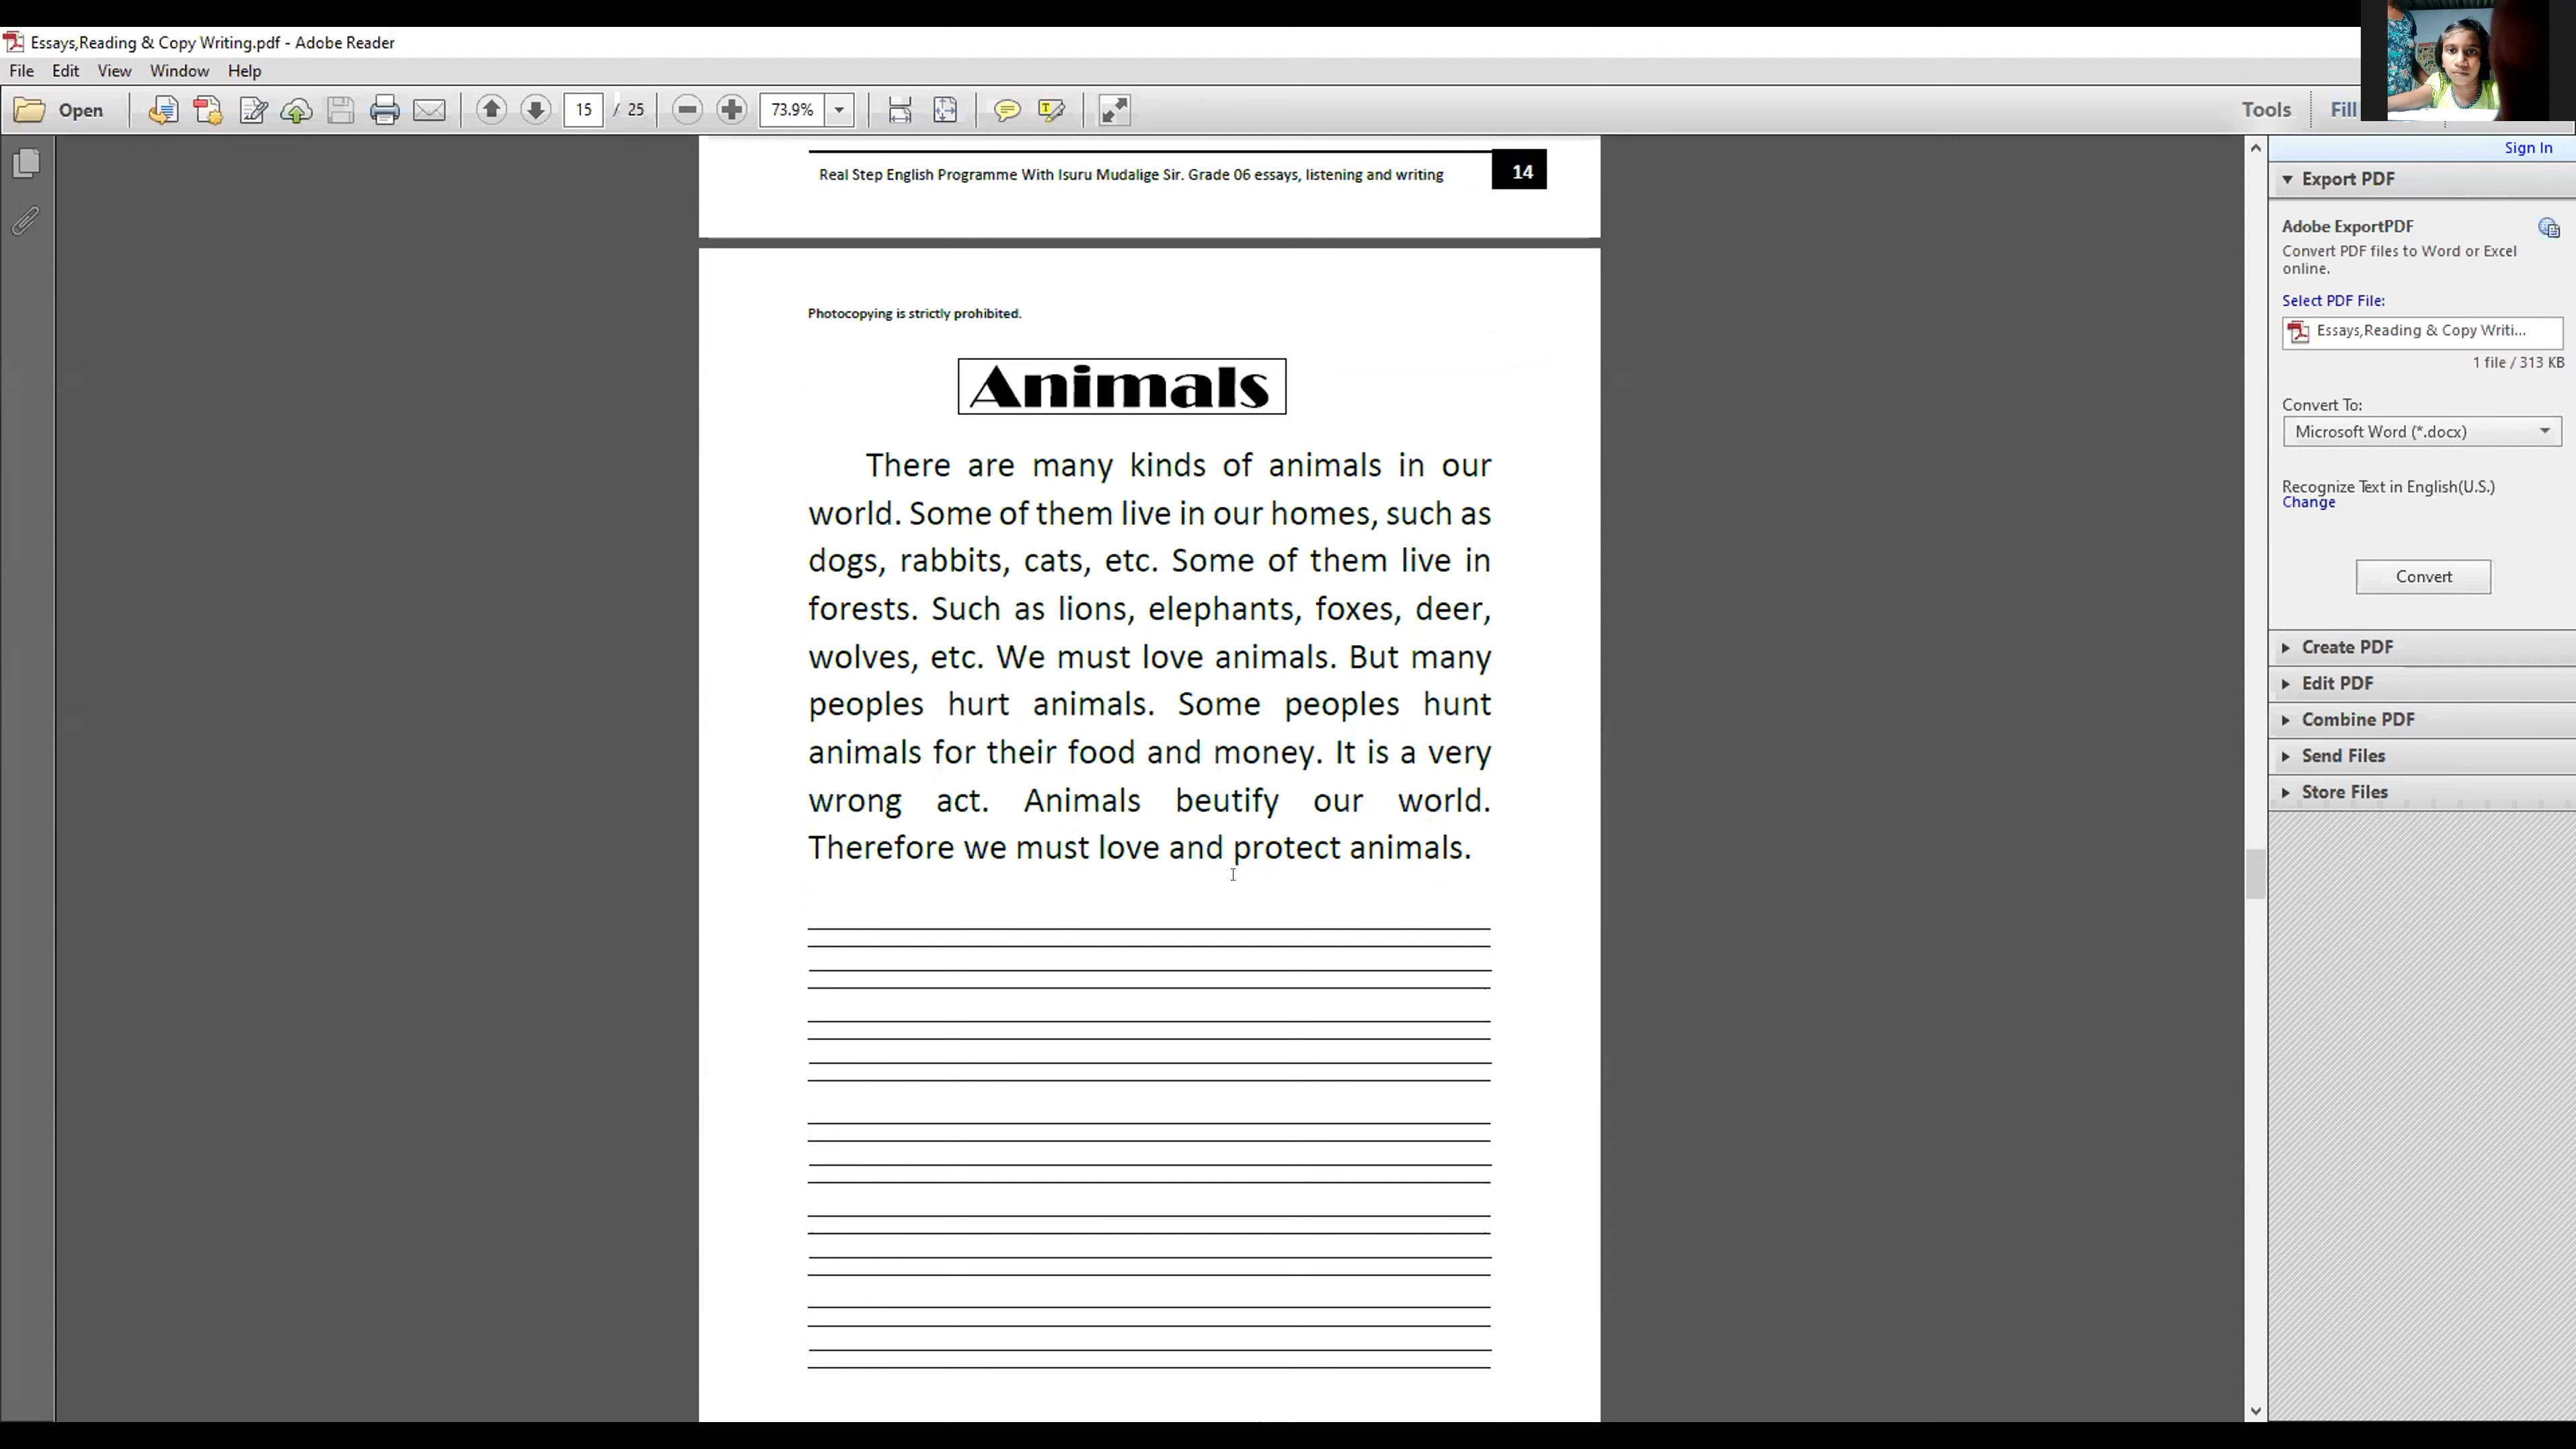 Essays,Reading & Copy Writing.pdf - Adobe Reader
File Edit View Window Help
Open 15 / 25 73.9% Tools Fill
Sign In
Real Step English Programme With Isuru Mudalige Sir. Grade 06 essays, listening and writing 14
Photocopying is strictly prohibited.
Animals
There are many kinds of animals in our
world. Some of them live in our homes, such as
dogs, rabbits, cats, etc. Some of them live in
forests. Such as lions, elephants, foxes, deer,
wolves, etc. We must love animals. But many
peoples hurt animals. Some peoples hunt
animals for their food and money. It is a very
wrong act. Animals beutify our world.
Therefore we must love and protect animals.
Export PDF
Adobe ExportPDF
Convert PDF files to Word or Excel
online.
Select PDF File:
Essays,Reading & Copy Writi...
1 file / 313 KB
Convert To:
Microsoft Word (*.docx)
Recognize Text in English(U.S.)
Change
Convert
Create PDF
Edit PDF
Combine PDF
Send Files
Store Files